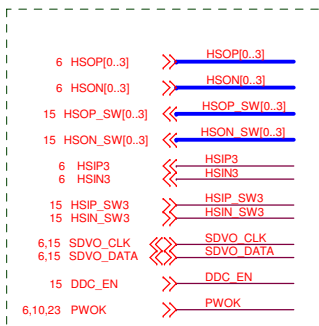 6 HSOP[0..3] HSOP[0..3]
6 HSON[0..3] HSON[0..3]
15 HSOP_SW[0..3] HSOP_SW[0..3]
15 HSON_SW[0..3] HSON_SW[0..3]
6 HSIP3 HSIP3
6 HSIN3 HSIN3
15 HSIP_SW3 HSIP_SW3
15 HSIN_SW3 HSIN_SW3
6,15 SDVO_CLK SDVO_CLK
6,15 SDVO_DATA SDVO_DATA
15 DDC_EN DDC_EN
6,10,23 PWOK PWOK